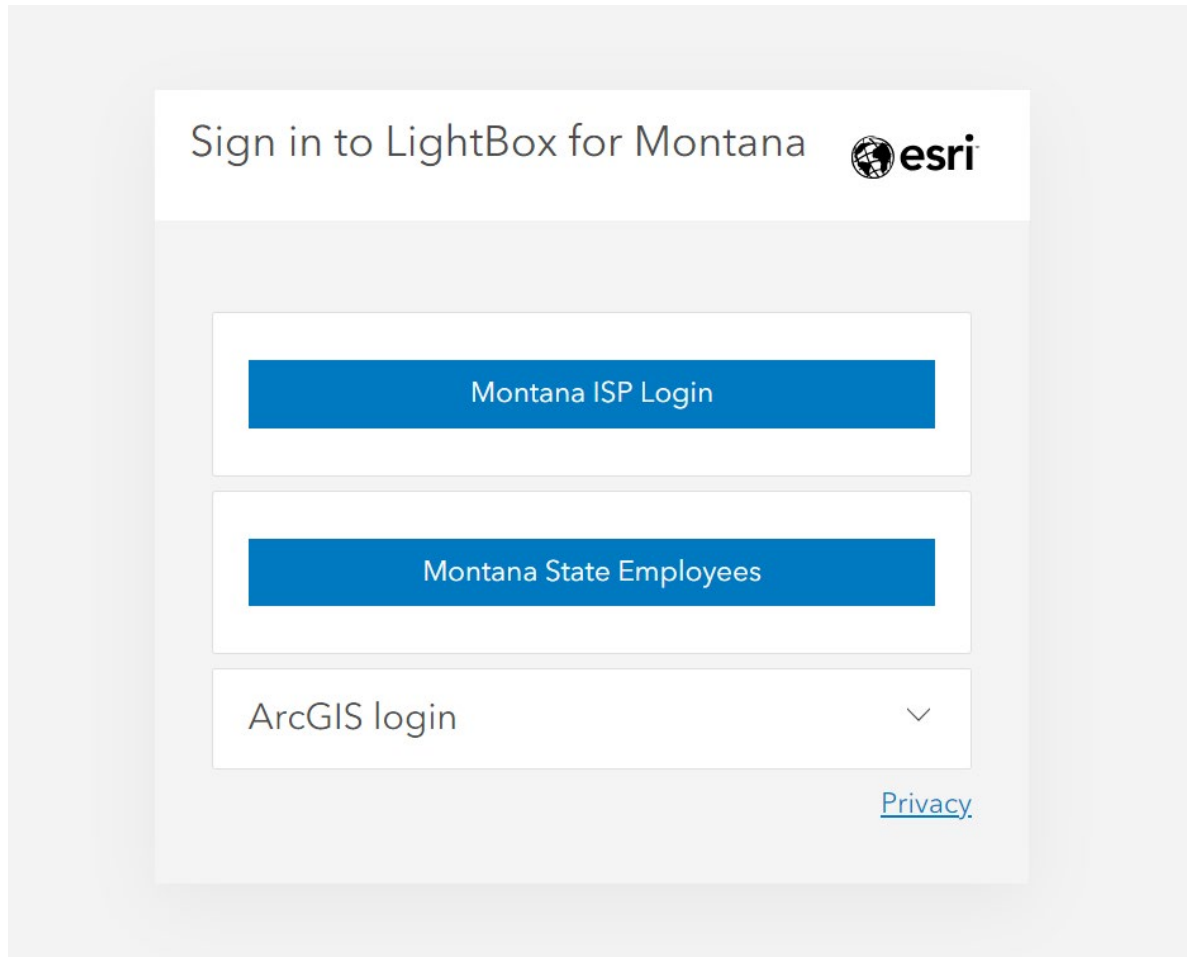 Sign in to LightBox for Montana
esri
Montana ISP Login
Montana State Employees
ArcGIS login
Privacy